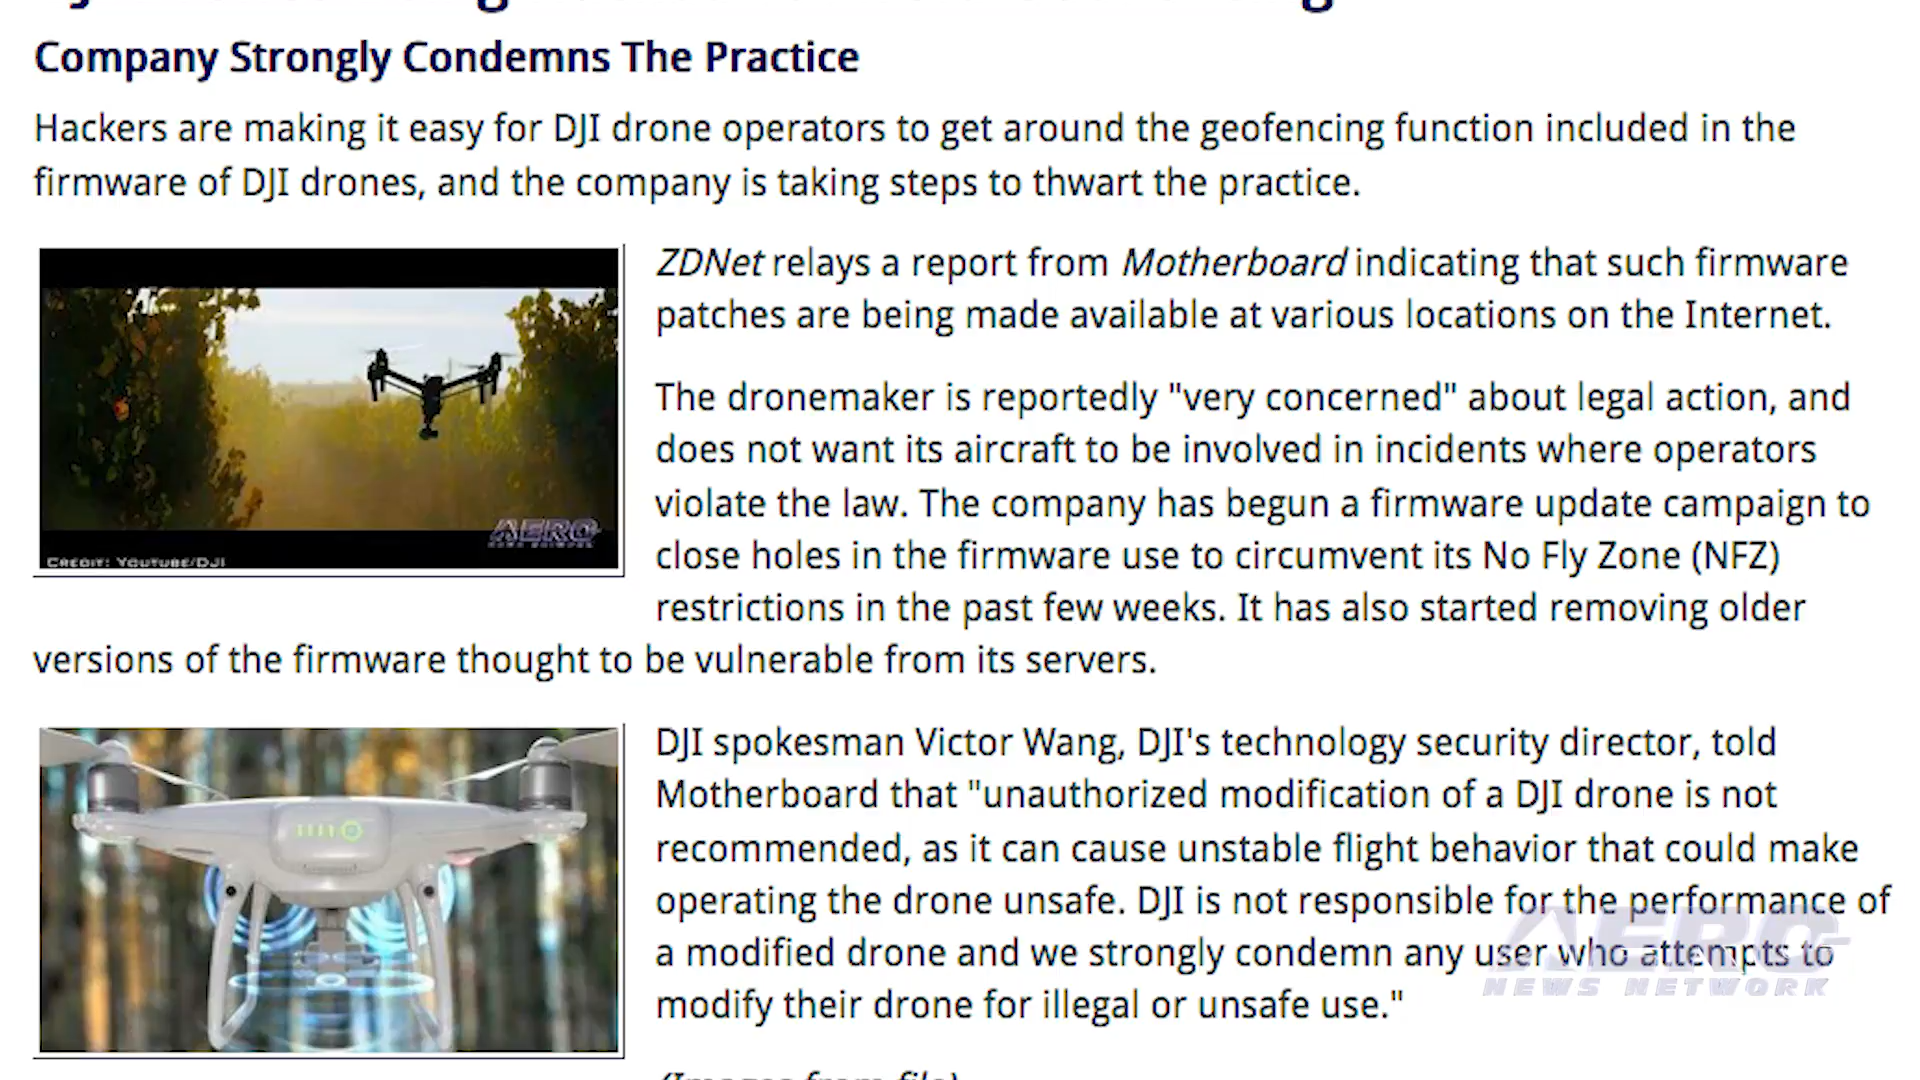 Company Strongly Condemns The Practice
Hackers are making it easy for DJI drone operators to get around the geofencing function included in the
firmware of DJI drones, and the company is taking steps to thwart the practice.
ZDNet relays a report from Motherboard indicating that such firmware
patches are being made available at various locations on the Internet.
The dronemaker is reportedly "very concerned" about legal action, and
does not want its aircraft to be involved in incidents where operators
violate the law. The company has begun a firmware update campaign to
close holes in the firmware use to circumvent its No Fly Zone (NFZ)
restrictions in the past few weeks. It has also started removing older
versions of the firmware thought to be vulnerable from its servers.
AERO
NEWS NETWORK
CREDIT: YOUTUBE/DJI
DJI spokesman Victor Wang, DJI's technology security director, told
Motherboard that "unauthorized modification of a DJI drone is not
recommended, as it can cause unstable flight behavior that could make
operating the drone unsafe. DJI is not responsible for the performance of
a modified drone and we strongly condemn any user who attempts to
modify their drone for illegal or unsafe use."
AERO
NEWS NETWORK
(Images from file)